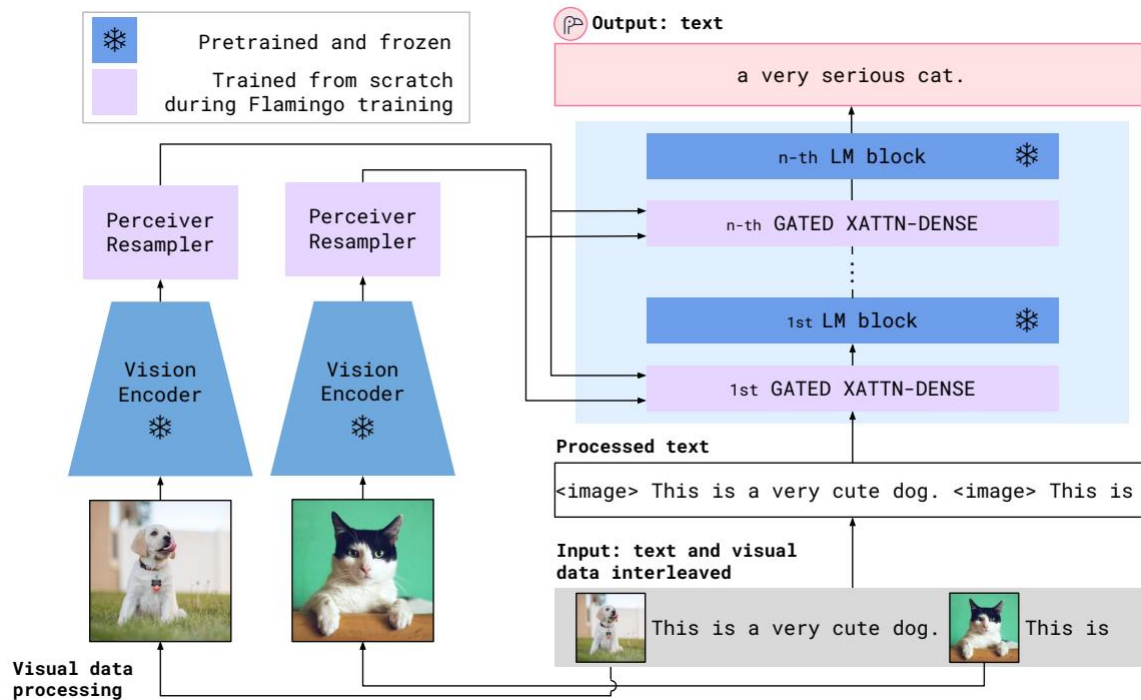 Pretrained and frozen
Trained from scratch
during Flamingo training
Output: text
a very serious cat.
n-th LM block
n-th GATED XATTN-DENSE
1st LM block
1st GATED XATTN-DENSE
Perceiver
Resampler
Perceiver
Resampler
Vision
Encoder
Vision
Encoder
Processed text
<image> This is a very cute dog. <image> This is
Input: text and visual
data interleaved
This is a very cute dog.
This is
Visual data
processing